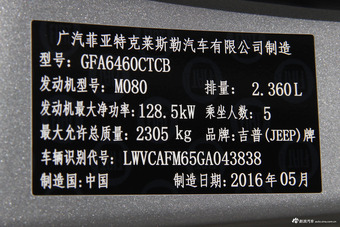 广汽菲亚特克莱斯勒汽车有限公司制造
型号: GFA6460CTCB
发动机型号: M080 排量: 2.360L
发动机最大净功率: 128.5kW 乘坐人数: 5
最大允许总质量: 2305 kg 品牌: 吉普(JEEP)牌
车辆识别代号: LWVCAFM65GA043838
制造国: 中国 制造日期: 2016年05月